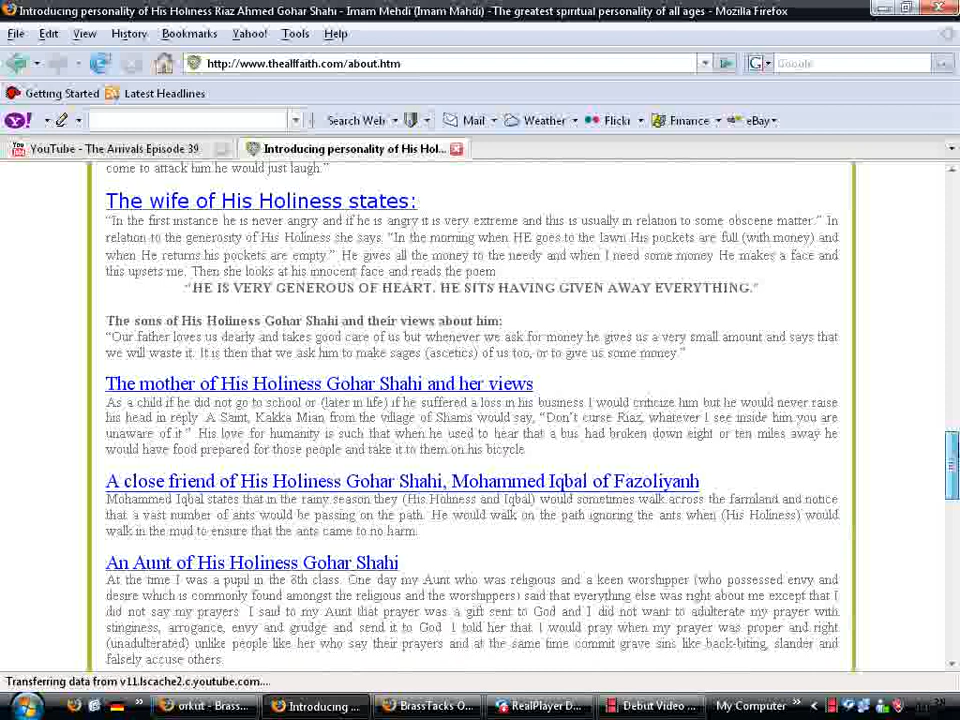 Introducing personality of His Holiness Riaz Ahmed Gohar Shahi - Imam Mehdi (Imam Mahdi) -The greatest spiritual personality of all ages - Mozilla Firefox
File Edit View History Bookmarks Yahoo! Tools Help
http://www.theallfaith.com/about.htm
Google
Getting Started Latest Headlines
Search Web Mail Weather Flickr Finance eBay
YouTube - The Arrivals Episode 39
Introducing personality of His Hol...
come to attack him he would just laugh."
The wife of His Holiness states:
"In the first instance he is never angry and if he is angry it is very extreme and this is usually in relation to some obscene matter." In
relation to the generosity of His Holiness she says, "In the morning when HE goes to the lawn His pockets are full (with money) and
when He returns his pockets are empty." He gives all the money to the needy and when I need some money He makes a face and
this upsets me. Then she looks at his innocent face and reads the poem
"HE IS VERY GENEROUS OF HEART. HE SITS HAVING GIVEN AWAY EVERYTHING."
The sons of His Holiness Gohar Shahi and their views about him:
"Our father loves us dearly and takes good care of us but whenever we ask for money he gives us a very small amount and says that
we will waste it. It is then that we ask him to make sages (ascetics) of us too, or to give us some money."
The mother of His Holiness Gohar Shahi and her views
As a child if he did not go to school or (later in life) if he suffered a loss in his business I would criticize him but he would never raise
his head in reply. A Saint, Kakka Mian from the village of Shams would say, "Don't curse Riaz, whatever I see inside him you are
unaware of it." His love for humanity is such that when he used to hear that a bus had broken down eight or ten miles away he
would have food prepared for those people and take it to them on his bicycle.
A close friend of His Holiness Gohar Shahi, Mohammed Iqbal of Fazoliyanh
Mohammed Iqbal states that in the rainy season they (His Holiness and Iqbal) would sometimes walk across the farmland and notice
that a vast number of ants would be passing on the path. He would walk on the path ignoring the ants when (His Holiness) would
walk in the mud to ensure that the ants came to no harm.
An Aunt of His Holiness Gohar Shahi
At the time I was a pupil in the 8th class. One day my Aunt who was religious and a keen worshipper (who possessed envy and
desire which is commonly found amongst the religious and the worshippers) said that everything else was right about me except that I
did not say my prayers. I said to my Aunt that prayer was a gift sent to God and I did not want to adulterate my prayer with
stinginess, arrogance, envy and grudge and send it to God. I told her that I would pray when my prayer was proper and right
(unadulterated) unlike people like her who say their prayers and at the same time commit grave sins like back-biting, slander and
falsely accuse others.
Transferring data from v11.lscache2.c.youtube.com....
orkut - Brass... Introducing ... BrassTacks O... RealPlayer D... Debut Video ... My Computer